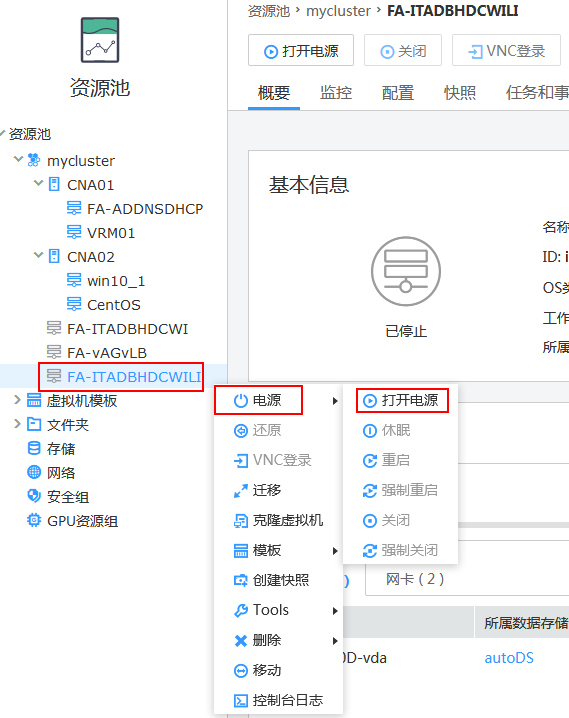 资源池
资源池
mycluster
CNA01
FA-ADDNSDHCP
VRM01
CNA02
win10_1
CentOS
FA-ITADBHDCWI
FA-vAGvLB
FA-ITADBHDCWILI
虚拟机模板
文件夹
存储
网络
安全组
GPU资源组
资源池 › mycluster › FA-ITADBHDCWILI
打开电源 关闭 VNC登录
概要 监控 配置 快照 任务和事
基本信息
已停止
名称
ID: i
OS类
工作
所属
电源
还原
VNC登录
迁移
克隆虚拟机
模板
创建快照
Tools
删除
移动
控制台日志
打开电源
休眠
重启
强制重启
关闭
强制关闭
) 网卡 ( 2 )
所属数据存储
0D-vda autoDS